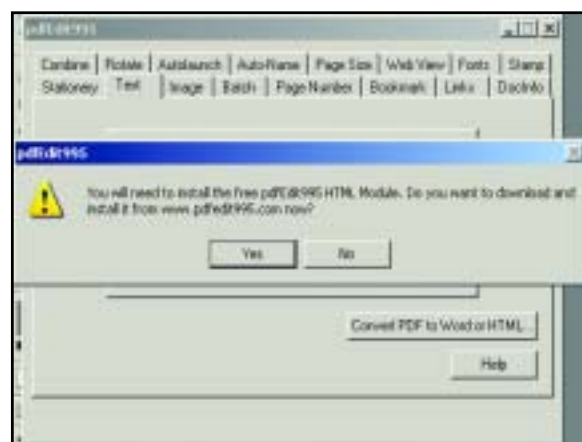 pdfEdit995
Combine Rotate Autolaunch Auto-Name Page Size Web View Fonts Stamp
Stationery Text Image Batch Page Number Bookmark Links DocInfo
pdfEdit995
You will need to install the free pdfEdit995 HTML Module. Do you want to download and
install it from www.pdfedit995.com now?
Yes No
Convert PDF to Word or HTML...
Help